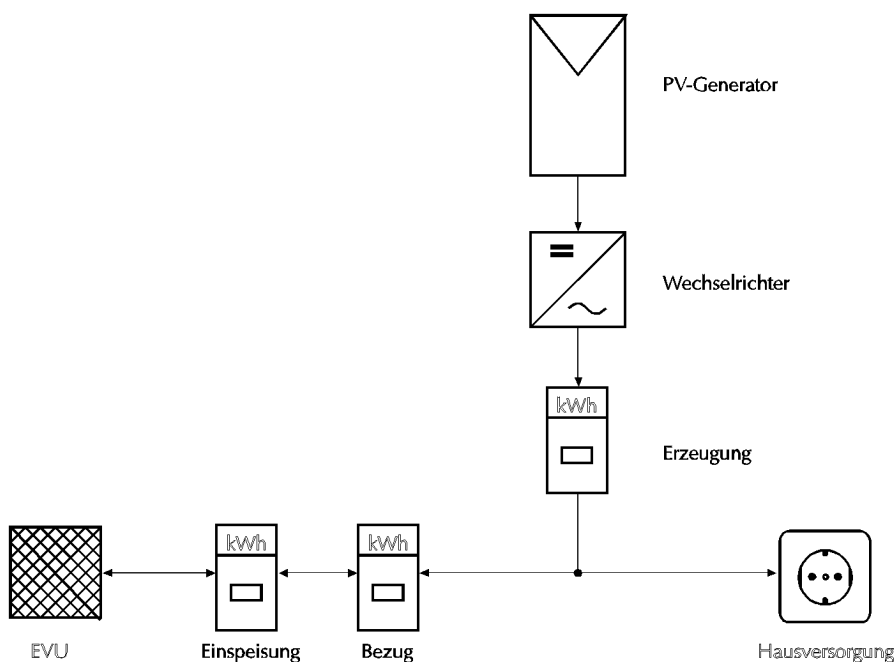 PV-Generator
Wechselrichter
kWh
Erzeugung
kWh
kWh
EVU
Einspeisung
Bezug
Hausversorgung